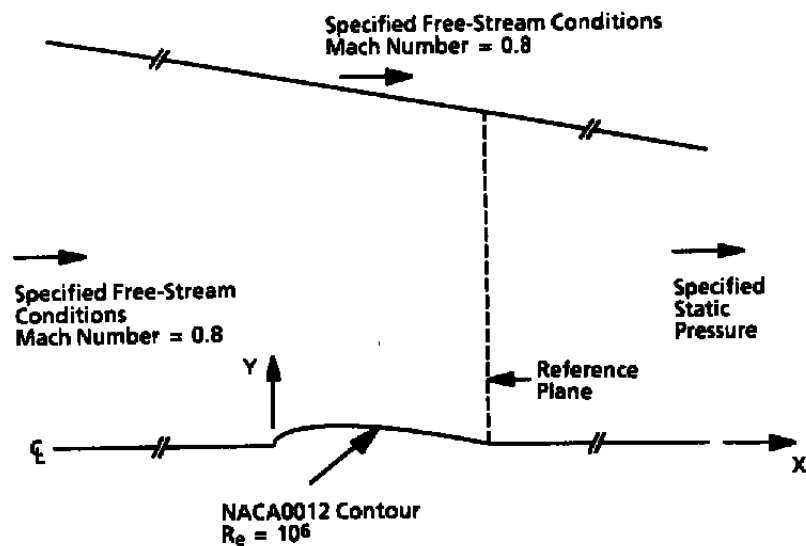 Specified Free-Stream Conditions
Mach Number = 0.8
Specified Free-Stream
Conditions
Mach Number = 0.8
Specified
Static
Pressure
Y
Reference
Plane
℄
X
NACA0012 Contour
Re = 10⁶